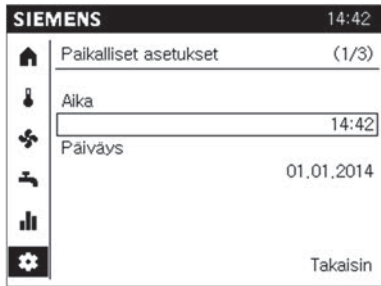 SIEMENS 14:42
Paikalliset asetukset (1/3)
Aika
14:42
Päiväys
01.01.2014
Takaisin